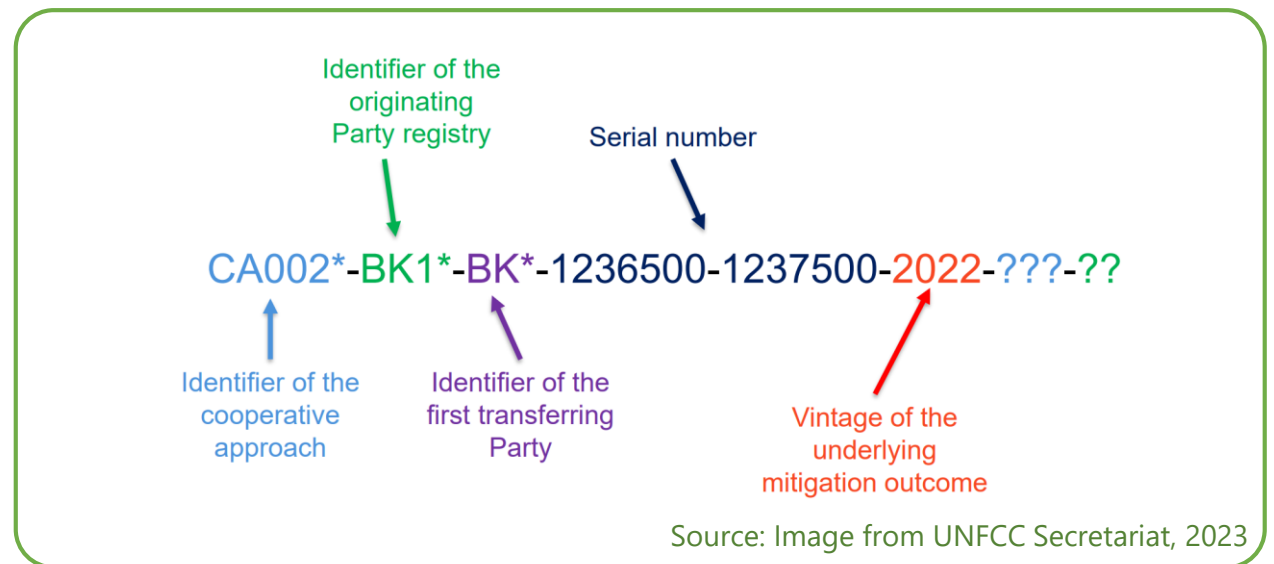 Identifier of the
originating
Party registry
Serial number
CA002*-BK1*-BK*-1236500-1237500-2022-???-??
Identifier of the
cooperative
approach
Identifier of the
first transferring
Party
Vintage of the
underlying
mitigation outcome
Source: Image from UNFCC Secretariat, 2023